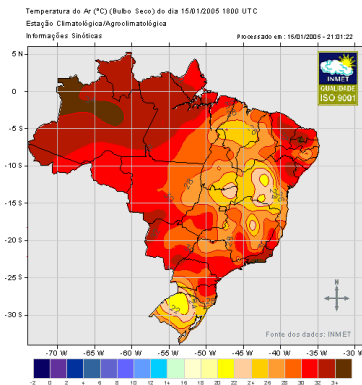 Temperatura do Ar (°C) (Bulbo Seco) do dia 15/01/2005 1800 UTC
Estação Climatológica/Agroclimatológica
Informações Sinóticas
Processado em : 15/01/2005 - 21:01:22
INMET
QUALIDADE
ISO 9001
5 N
0
-5 S
-10 S
-15 S
-20 S
-25 S
-30 S
Fonte dos dados: INMET
-70 W -65 W -60 W -55 W -50 W -45 W -40 W -35 W -30 W
-2 0 2 4 6 8 10 12 14 16 18 20 22 24 26 28 30 32 34